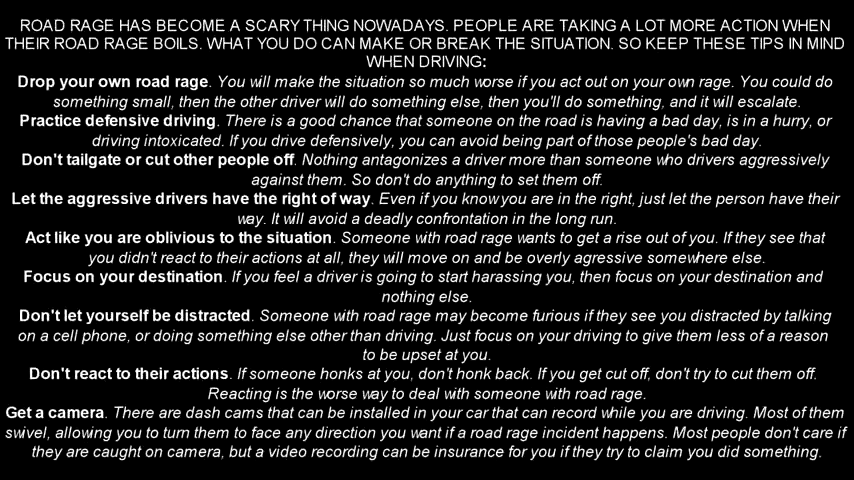 ROAD RAGE HAS BECOME A SCARY THING NOWADAYS. PEOPLE ARE TAKING A LOT MORE ACTION WHEN
THEIR ROAD RAGE BOILS. WHAT YOU DO CAN MAKE OR BREAK THE SITUATION. SO KEEP THESE TIPS IN MIND
WHEN DRIVING:
Drop your own road rage. You will make the situation so much worse if you act out on your own rage. You could do
something small, then the other driver will do something else, then you'll do something, and it will escalate.
Practice defensive driving. There is a good chance that someone on the road is having a bad day, is in a hurry, or
driving intoxicated. If you drive defensively, you can avoid being part of those people's bad day.
Don't tailgate or cut other people off. Nothing antagonizes a driver more than someone who drivers aggressively
against them. So don't do anything to set them off.
Let the aggressive drivers have the right of way. Even if you know you are in the right, just let the person have their
way. It will avoid a deadly confrontation in the long run.
Act like you are oblivious to the situation. Someone with road rage wants to get a rise out of you. If they see that
you didn't react to their actions at all, they will move on and be overly agressive somewhere else.
Focus on your destination. If you feel a driver is going to start harassing you, then focus on your destination and
nothing else.
Don't let yourself be distracted. Someone with road rage may become furious if they see you distracted by talking
on a cell phone, or doing something else other than driving. Just focus on your driving to give them less of a reason
to be upset at you.
Don't react to their actions. If someone honks at you, don't honk back. If you get cut off, don't try to cut them off.
Reacting is the worse way to deal with someone with road rage.
Get a camera. There are dash cams that can be installed in your car that can record while you are driving. Most of them
swivel, allowing you to turn them to face any direction you want if a road rage incident happens. Most people don't care if
they are caught on camera, but a video recording can be insurance for you if they try to claim you did something.